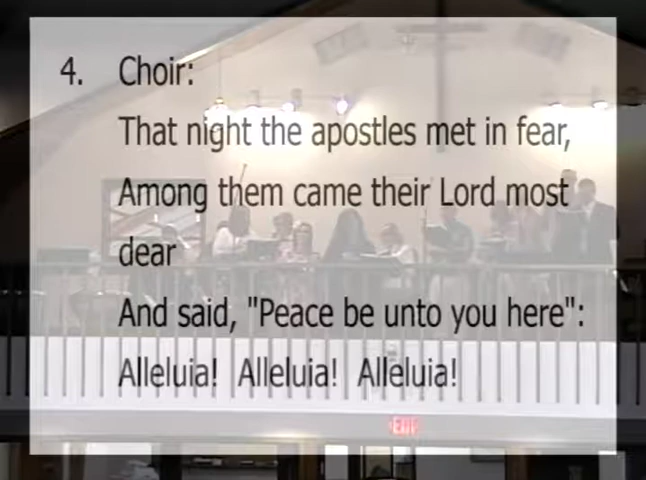 4. Choir:
That night the apostles met in fear,
Among them came their Lord most
dear
And said, "Peace be unto you here":
Alleluia! Alleluia! Alleluia!
EXIT